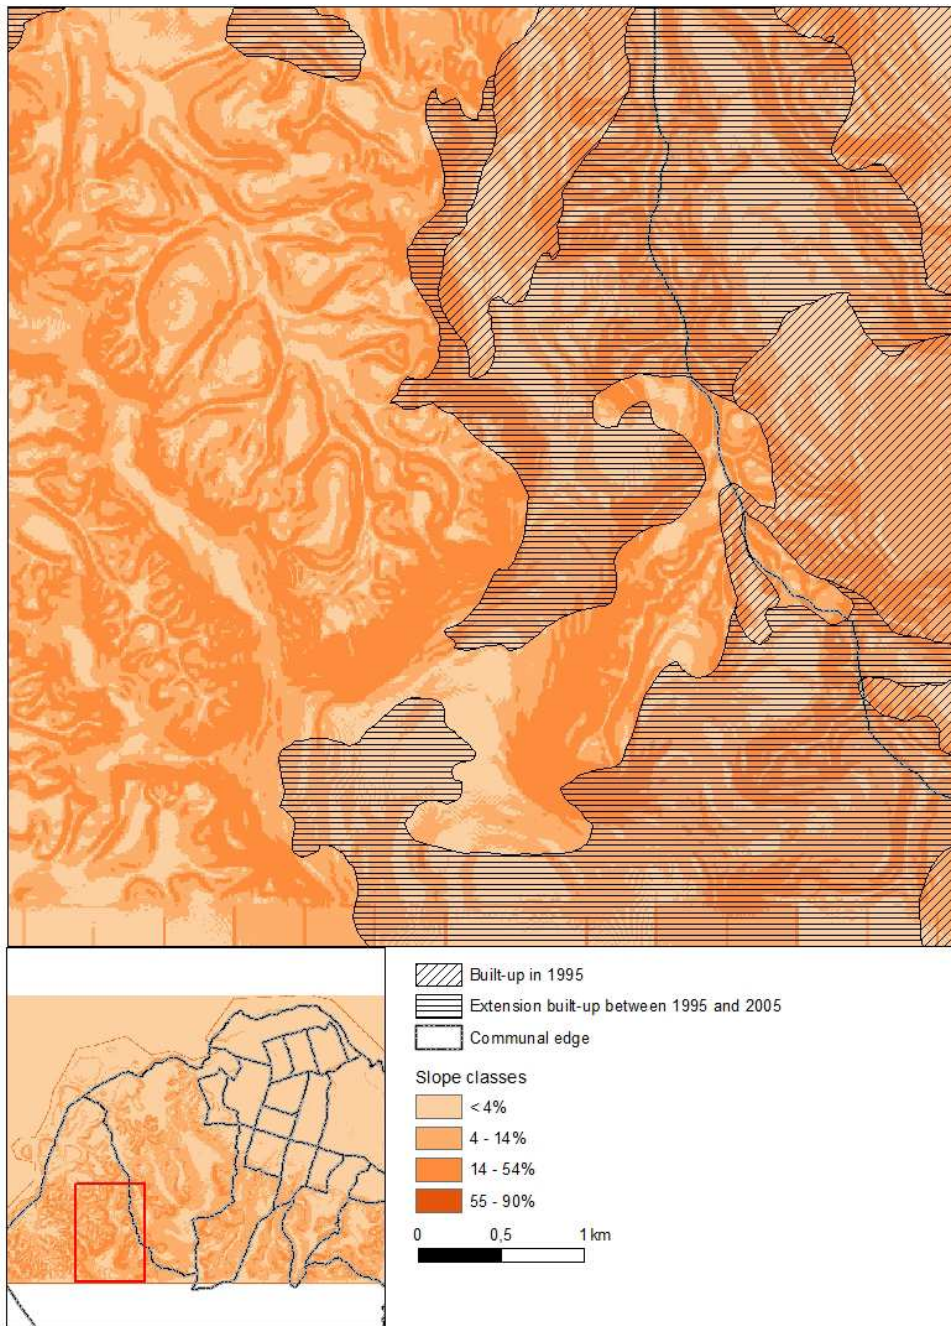 Built-up in 1995
Extension built-up between 1995 and 2005
Communal edge
Slope classes
< 4%
4 - 14%
14 - 54%
55 - 90%
0 0,5 1 km